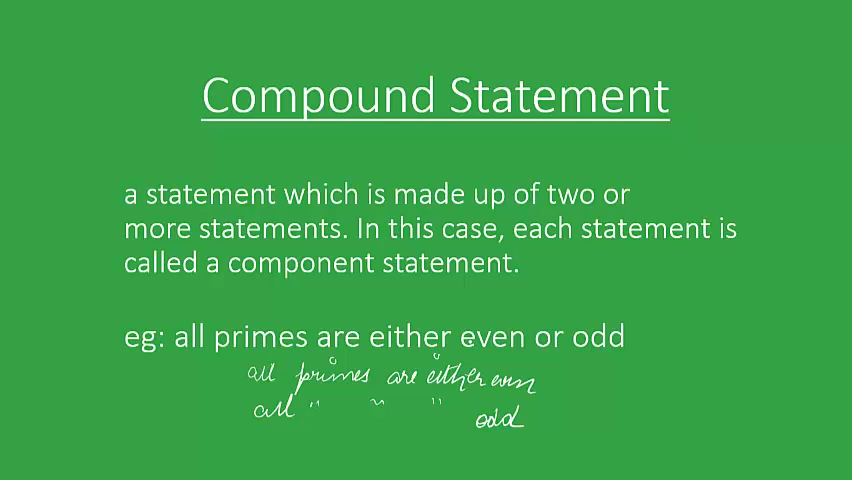 Compound Statement
a statement which is made up of two or
more statements. In this case, each statement is
called a component statement.
eg: all primes are either even or odd
all primes are either even
all " " " odd